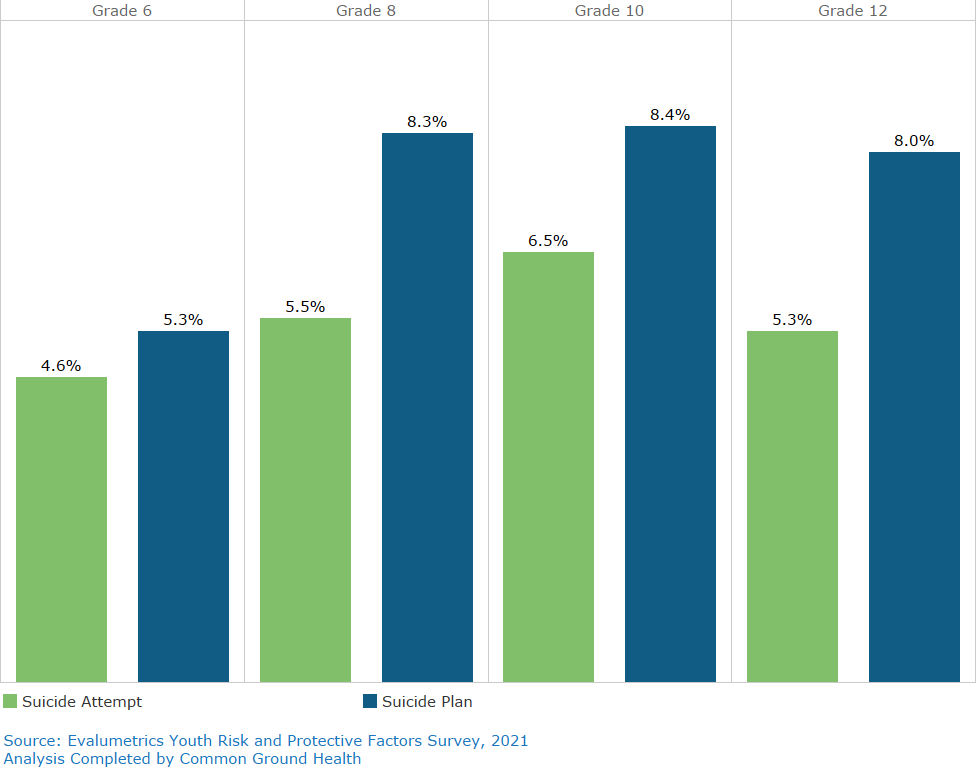 Grade 6 Grade 8 Grade 10 Grade 12
8.4%
8.3%
8.0%
6.5%
5.5%
5.3% 5.3%
4.6%
Suicide Attempt Suicide Plan
Source: Evalumetrics Youth Risk and Protective Factors Survey, 2021
Analysis Completed by Common Ground Health